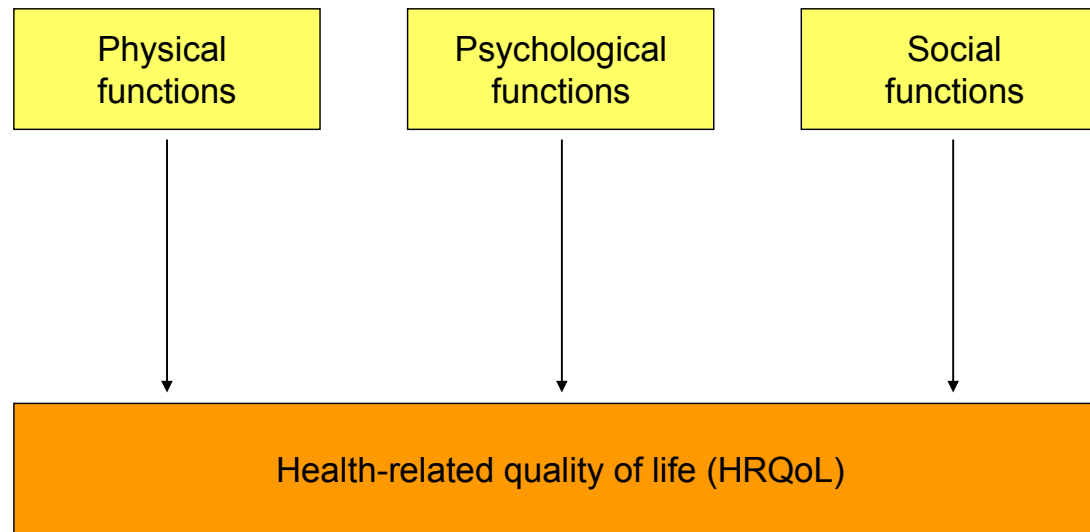 Physical
functions
Psychological
functions
Social
functions
Health-related quality of life (HRQoL)